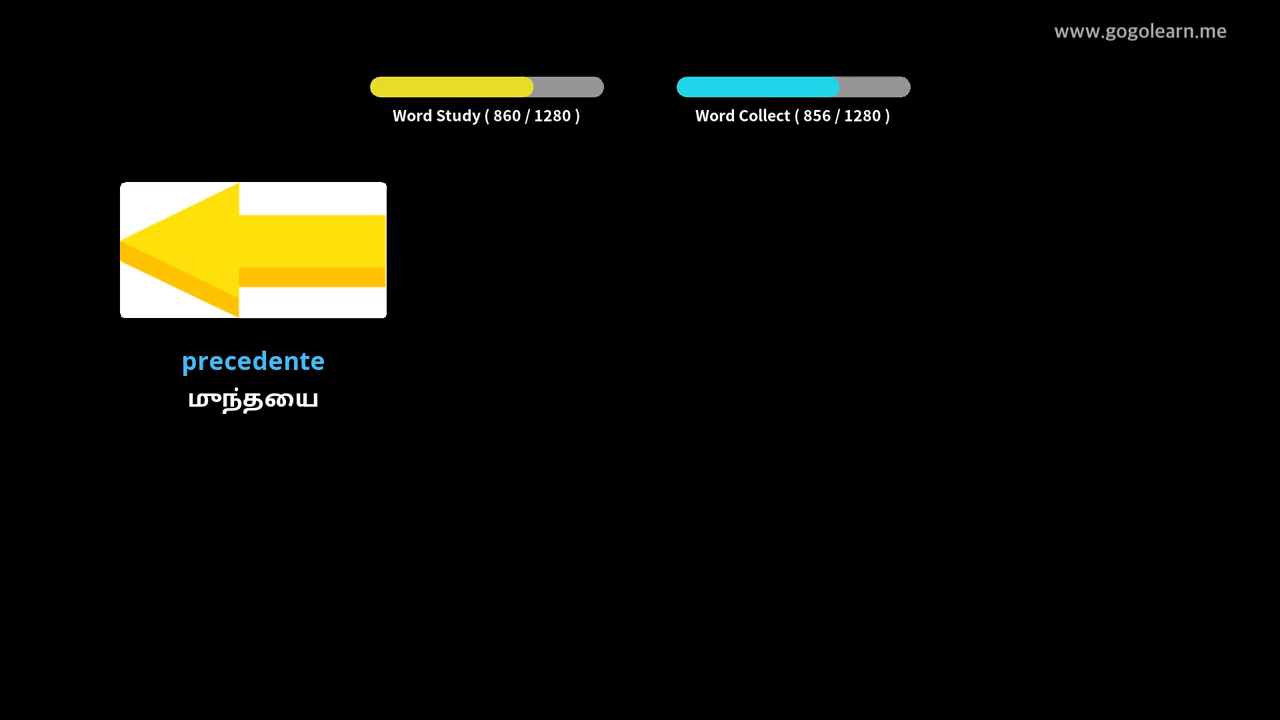 www.gogolearn.me
Word Study ( 860 / 1280 )
Word Collect ( 856 / 1280 )
precedente
முந்தயை